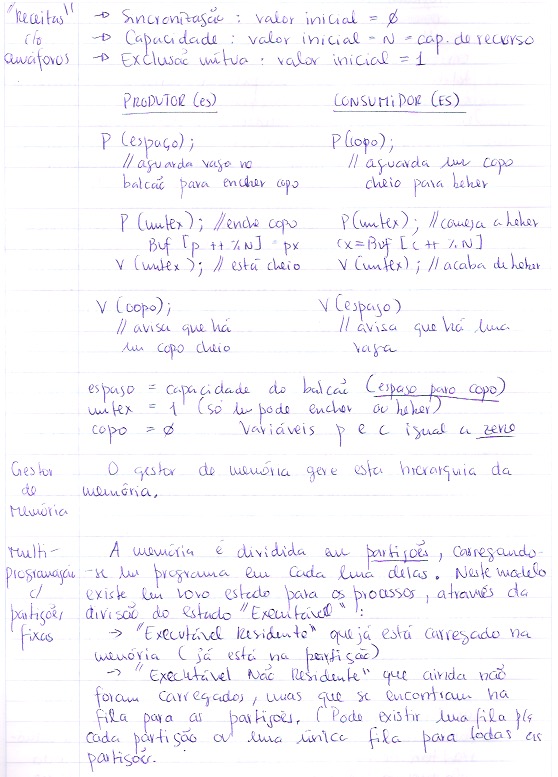 "Receitas" c/o semáforos
→ Sincronização : valor inicial = ∅
→ Capacidade : valor inicial = N = cap. do recurso
→ Exclusão mútua : valor inicial = 1
PRODUTOR (ES)
P (espaço);
// aguarda vaga no
balcão para encher copo
P (mutex); // enche copo
Buf [p ++ % N] = px
V (mutex); // está cheio
V (copo);
// avisa que há
um copo cheio
CONSUMIDOR (ES)
P (copo);
// aguarda um copo
cheio para beber
P (mutex); // começa a beber
cx = Buf [c ++ % N]
V (mutex); // acaba de beber
V (espaço)
// avisa que há uma
vaga
espaço = capacidade do balcão (espaço para copo)
mutex = 1 (só um pode encher ou beber)
copo = ∅ Variáveis p e c igual a zero
Gestor
de
Memória
O gestor de memória gere esta hierarquia da
memória.
Multi-
programação
c/
partições
fixas
A memória é dividida em partições, carregando-
-se um programa em cada uma delas. Neste modelo
existe um novo estado para os processos, através da
divisão do estado "Executável" :
→ "Executável Residente" que já está carregado na
memória (já está na partição)
→ "Executável Não Residente" que ainda não
foram carregados, mas que se encontram na
fila para as partições. (Pode existir uma fila p/a
cada partição ou uma única fila para todas as
partições.